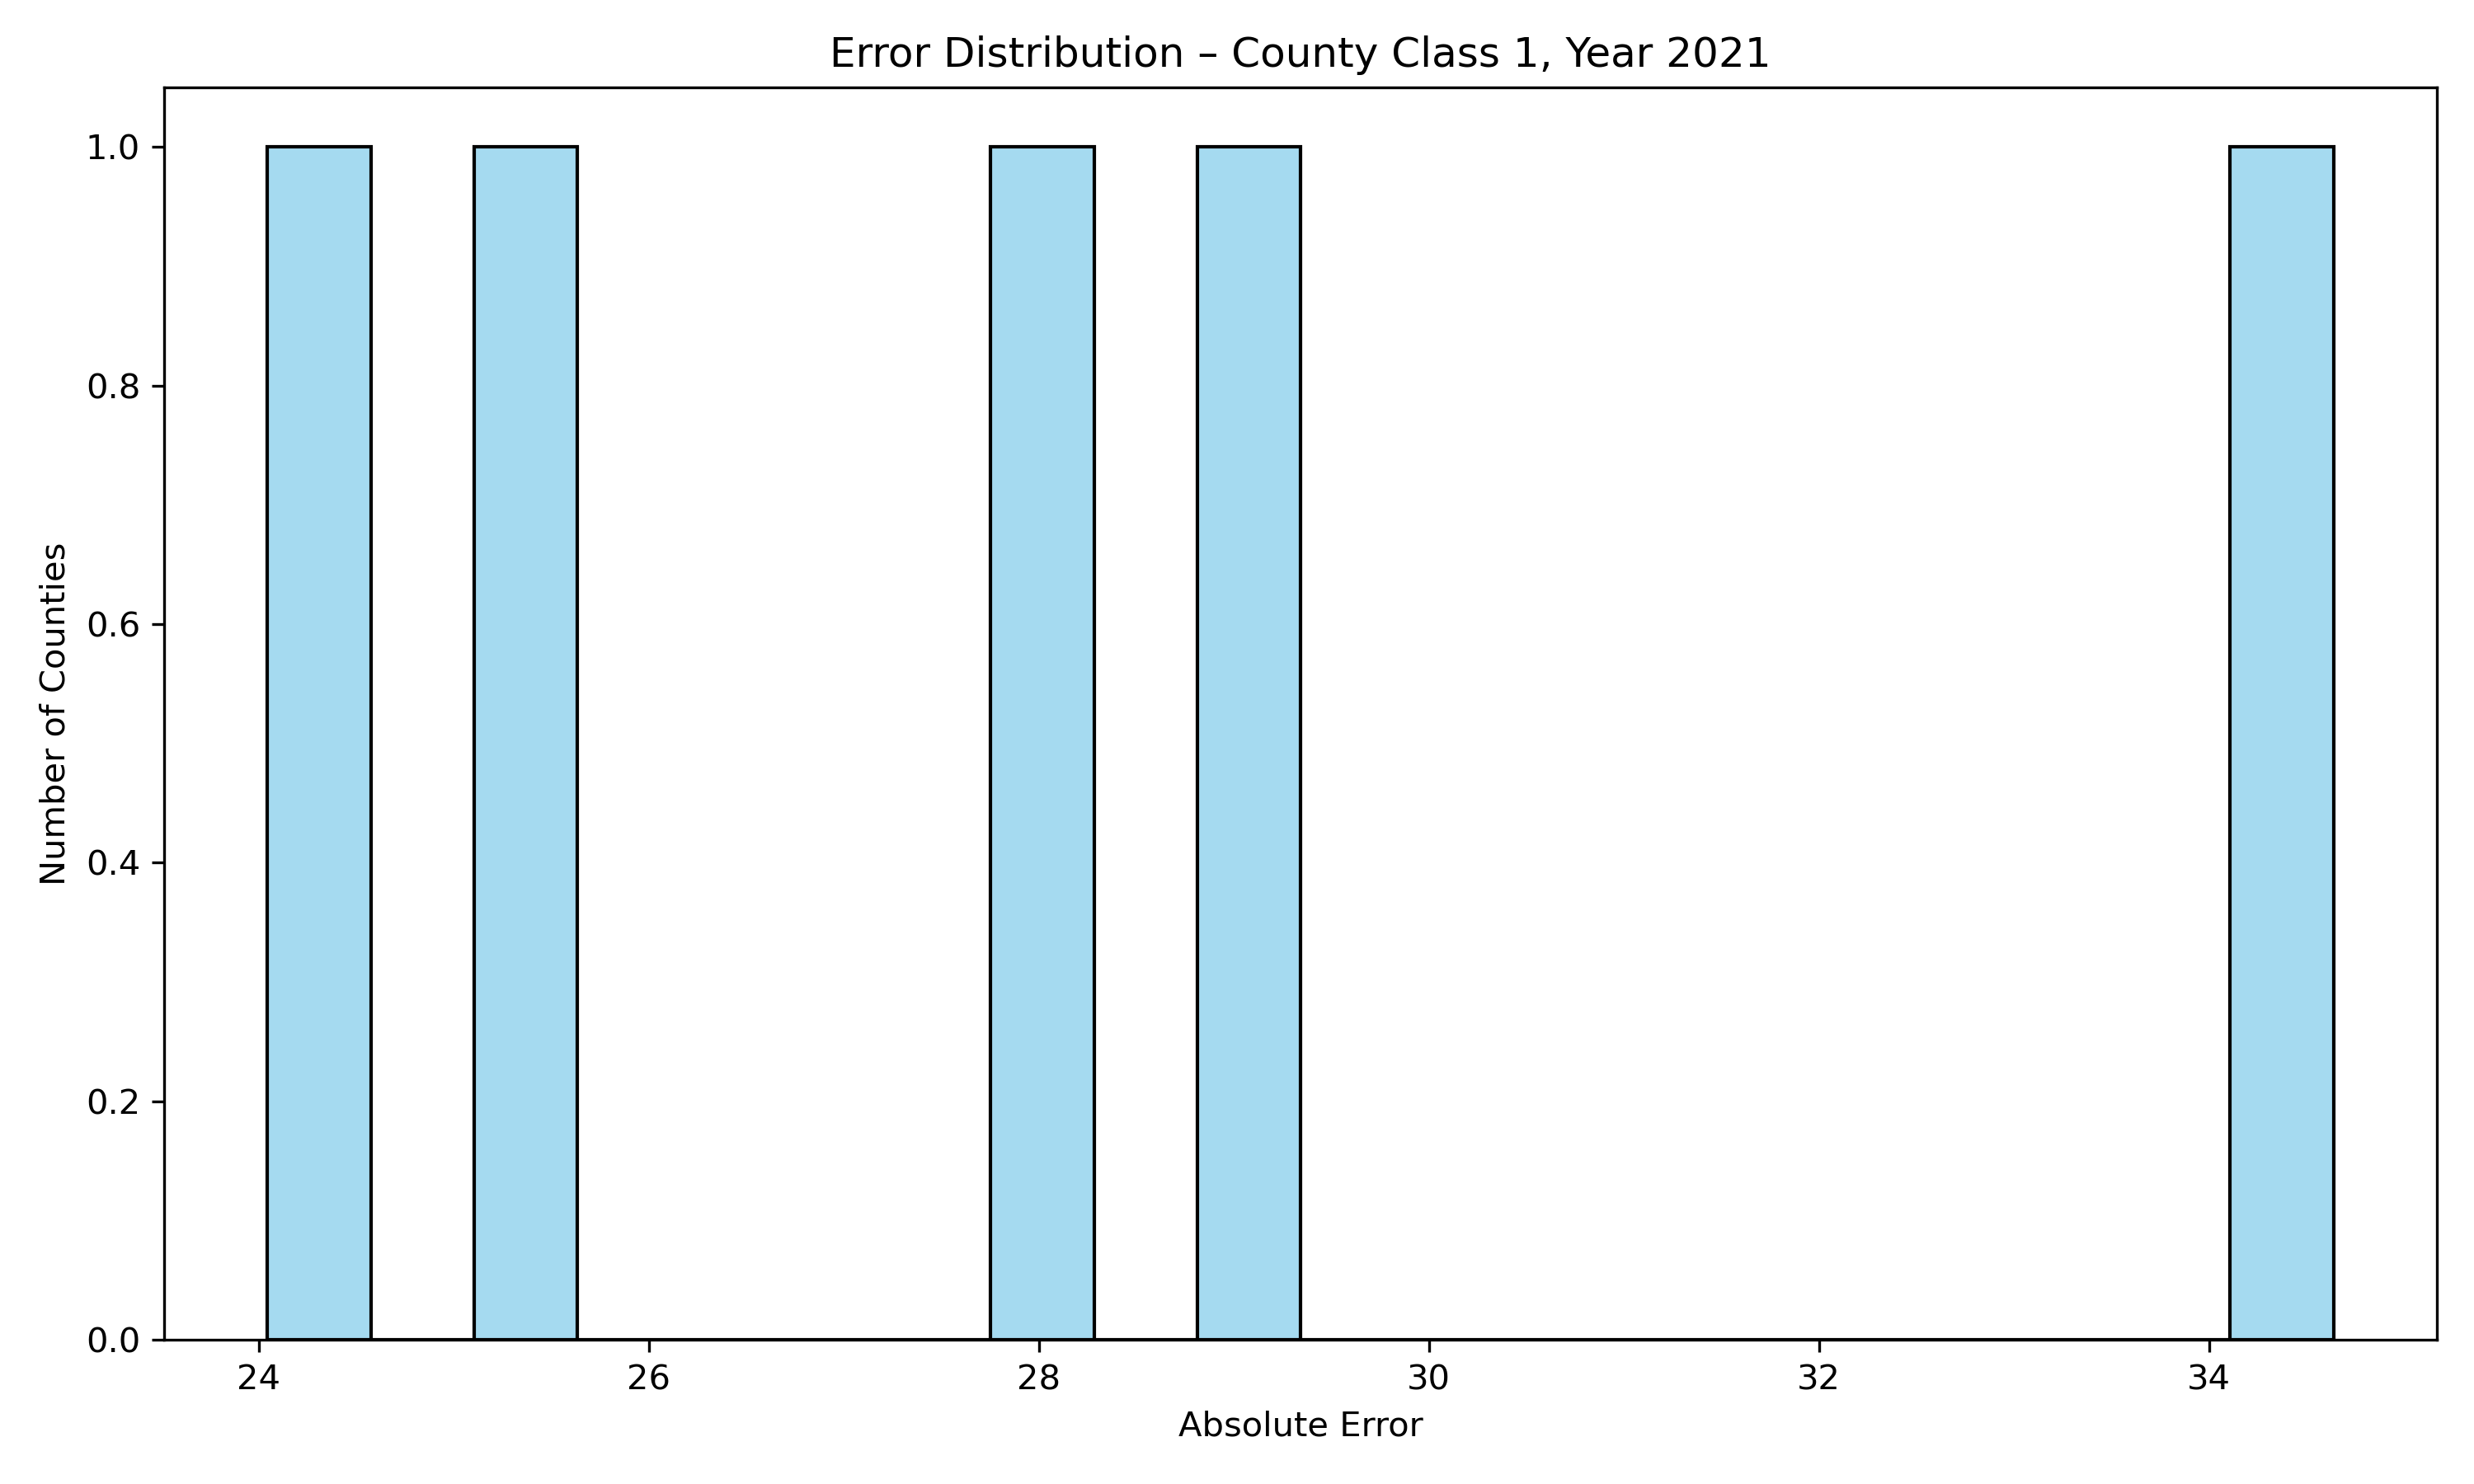 Error Distribution – County Class 1, Year 2021
Number of Counties
1.0
0.8
0.6
0.4
0.2
0.0
24 26 28 30 32 34
Absolute Error